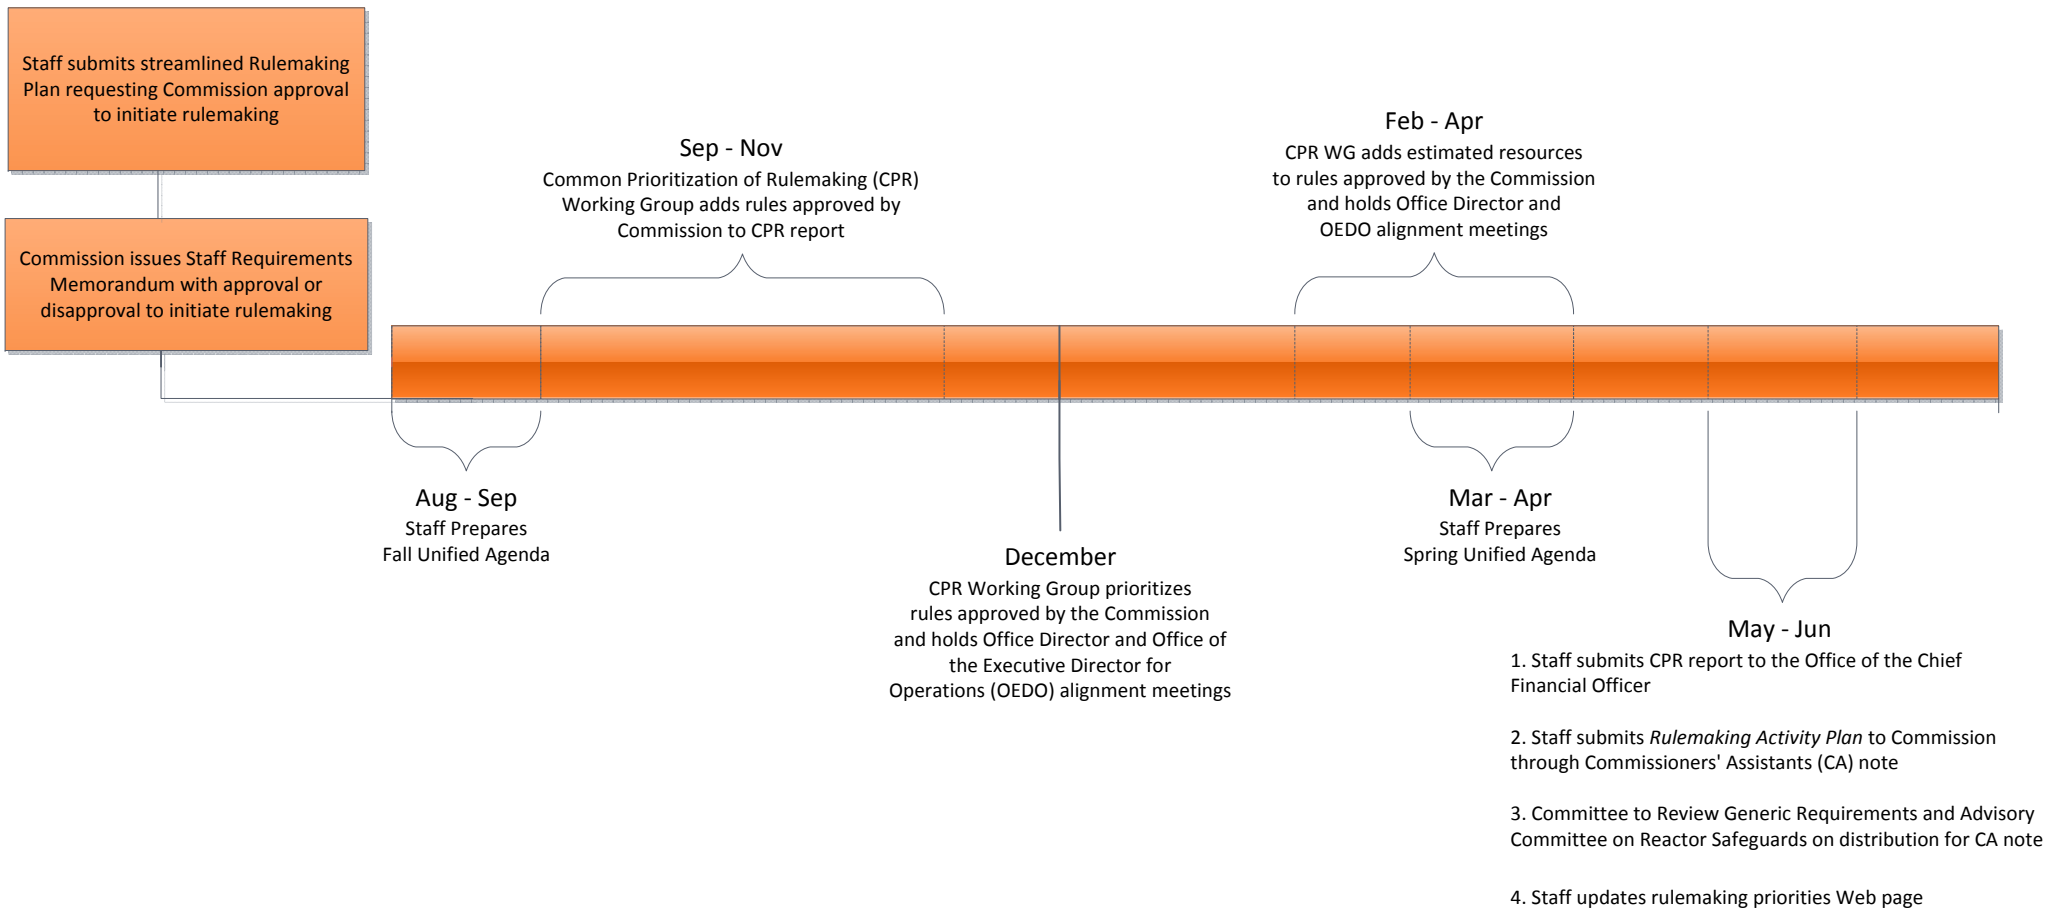 Staff submits streamlined Rulemaking
Plan requesting Commission approval
to initiate rulemaking
Commission issues Staff Requirements
Memorandum with approval or
disapproval to initiate rulemaking
Sep - Nov
Common Prioritization of Rulemaking (CPR)
Working Group adds rules approved by
Commission to CPR report
Feb - Apr
CPR WG adds estimated resources
to rules approved by the Commission
and holds Office Director and
OEDO alignment meetings
Aug - Sep
Staff Prepares
Fall Unified Agenda
December
CPR Working Group prioritizes
rules approved by the Commission
and holds Office Director and Office of
the Executive Director for
Operations (OEDO) alignment meetings
Mar - Apr
Staff Prepares
Spring Unified Agenda
May - Jun
1. Staff submits CPR report to the Office of the Chief
Financial Officer
2. Staff submits Rulemaking Activity Plan to Commission
through Commissioners' Assistants (CA) note
3. Committee to Review Generic Requirements and Advisory
Committee on Reactor Safeguards on distribution for CA note
4. Staff updates rulemaking priorities Web page